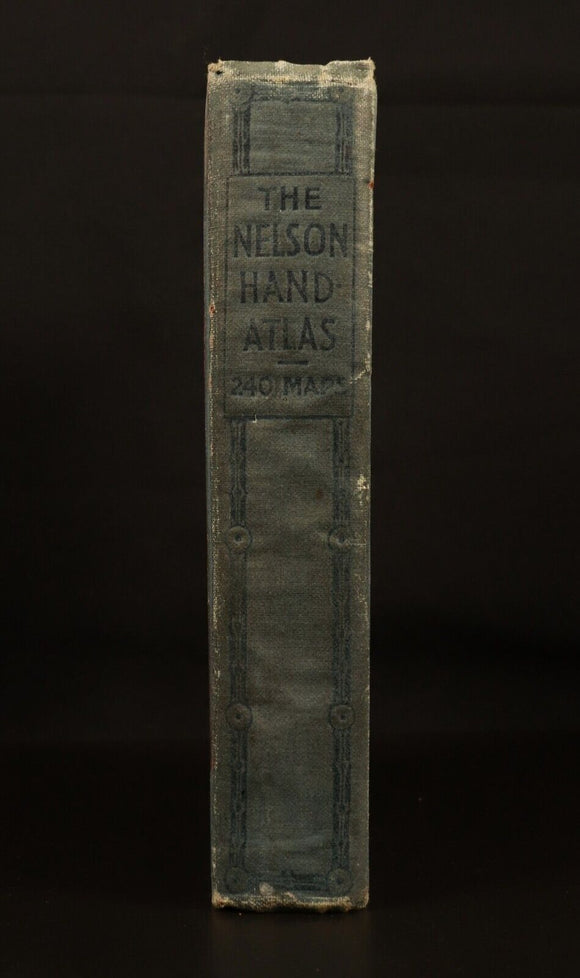 THE
NELSON
HAND-
ATLAS
240 MAPS